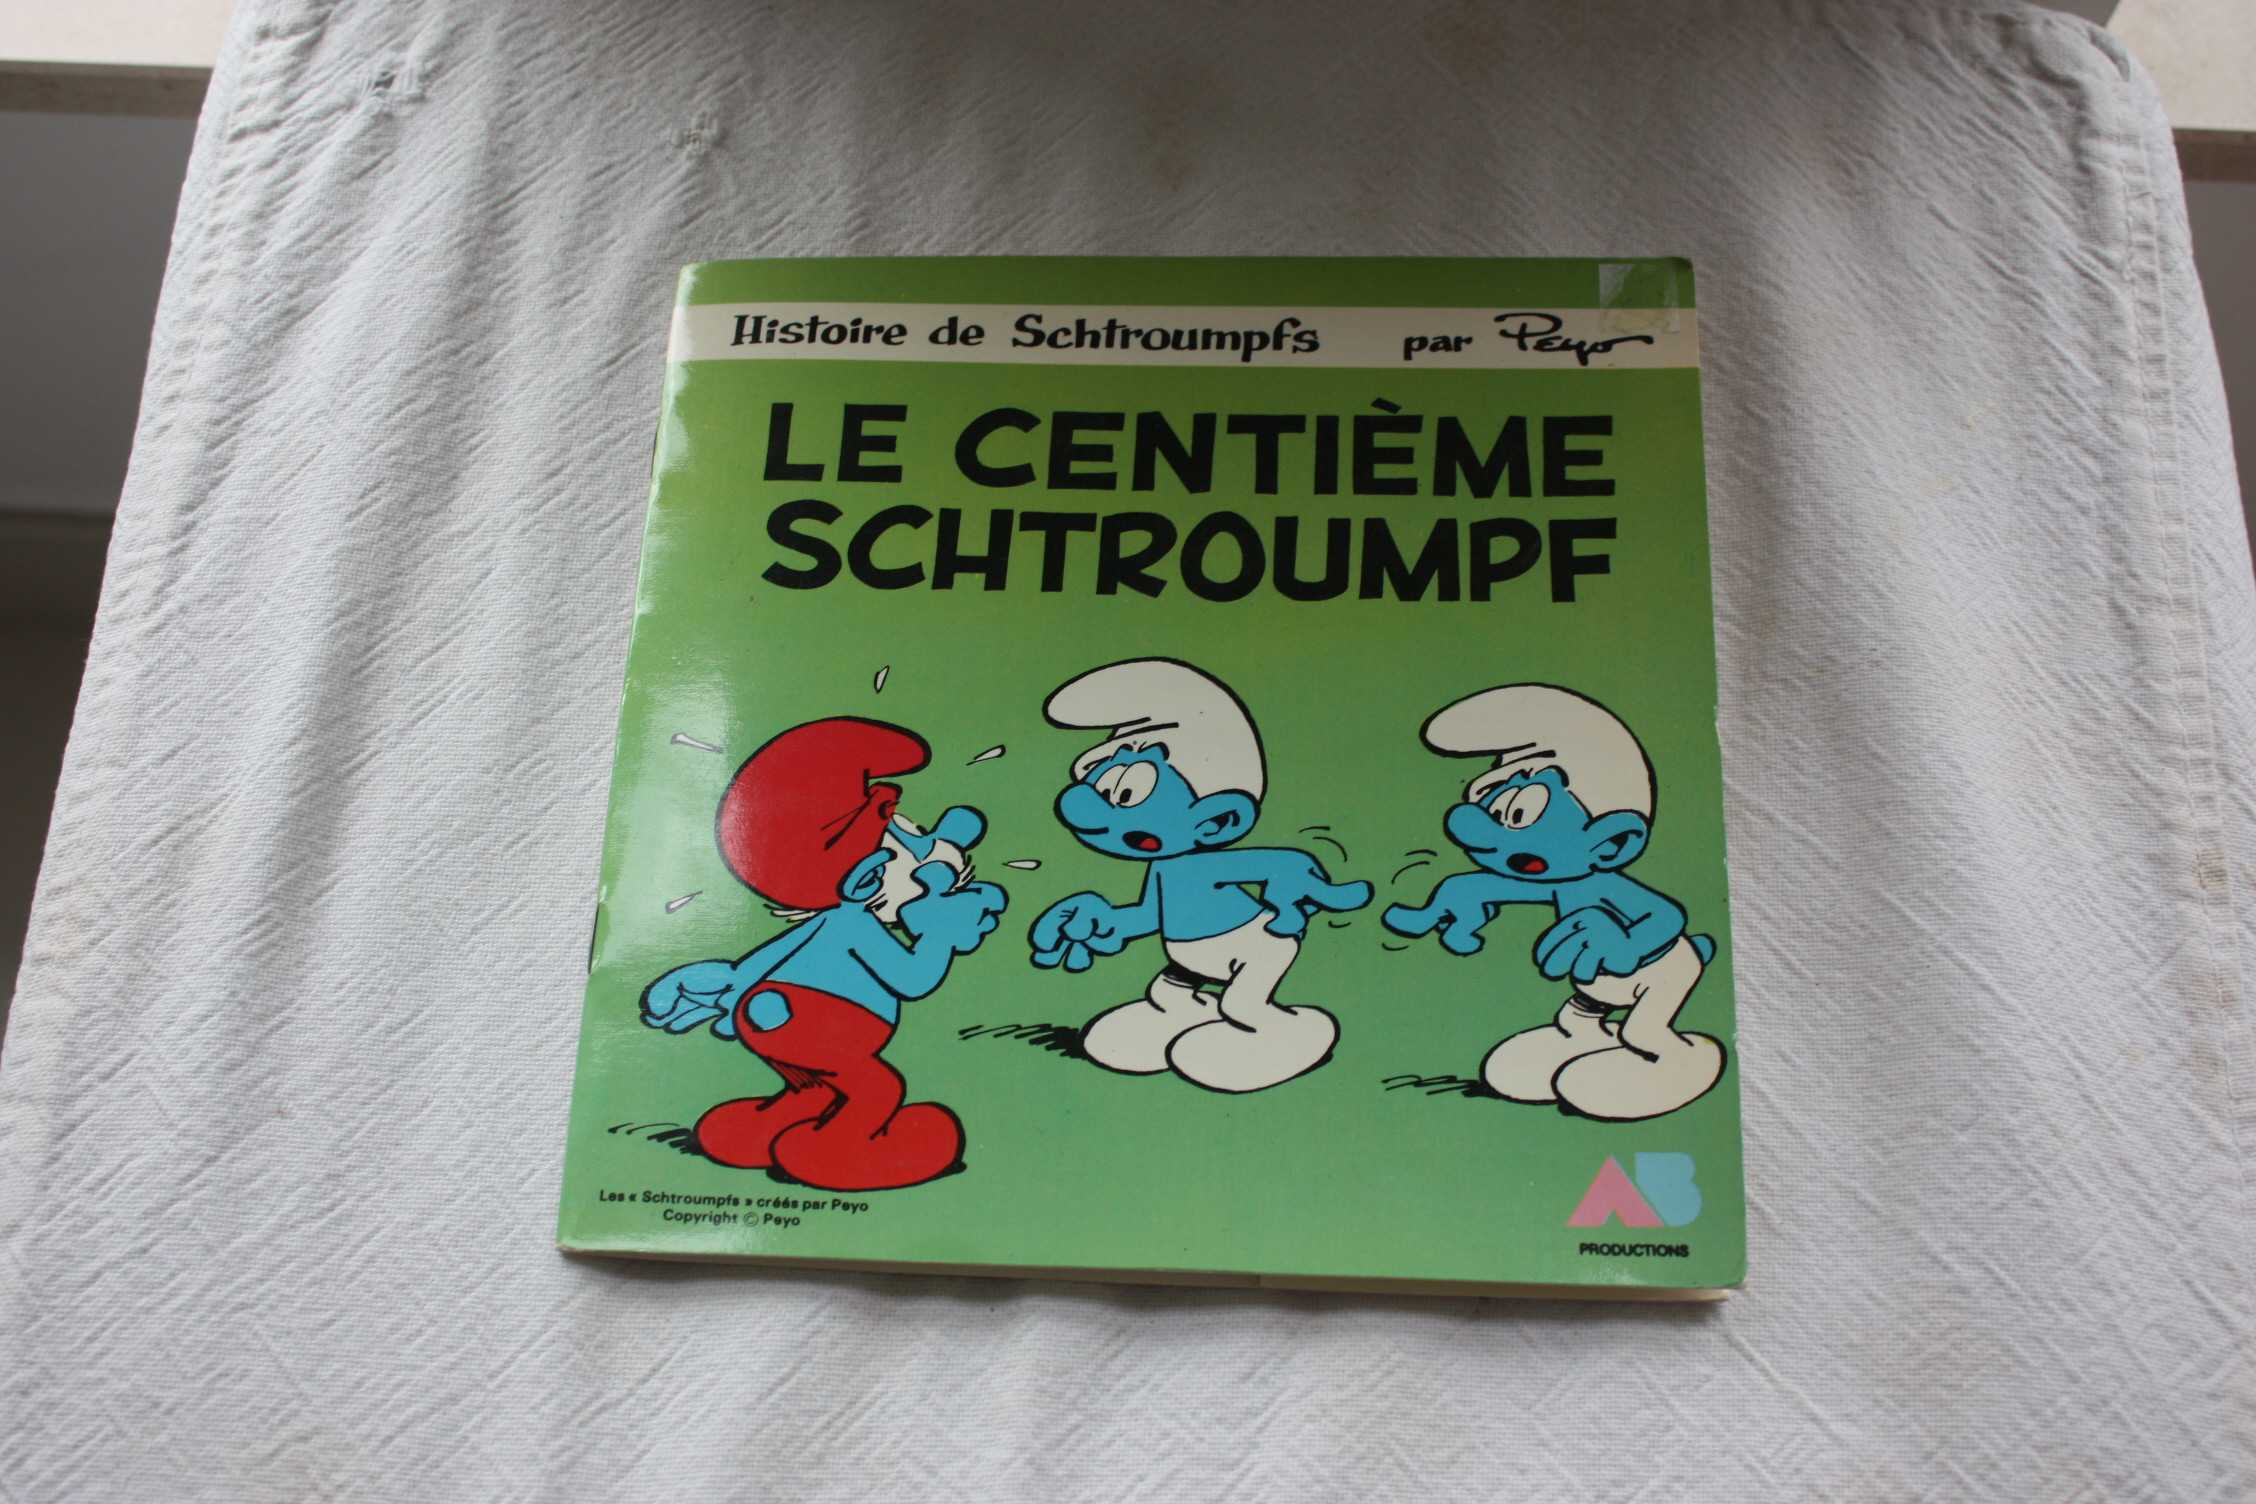 Histoire de Schtroumpfs par Peyo
LE CENTIÈME
SCHTROUMPF
Les « Schtroumpfs » créés par Peyo
Copyright © Peyo
AB
PRODUCTIONS